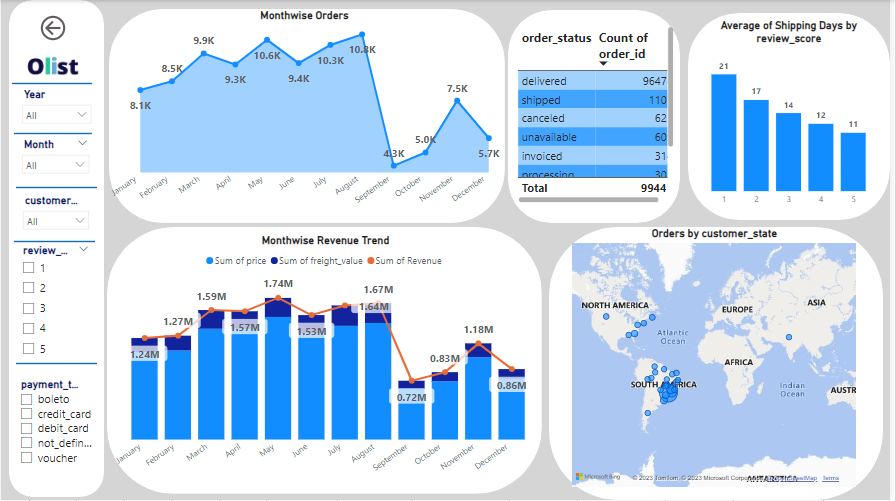 Olist
Year
All
Month
All
customer...
All
review_...
1
2
3
4
5
payment_t...
boleto
credit_card
debit_card
not_defin...
voucher
Monthwise Orders
8.1K
8.5K
9.9K
9.3K
10.6K
9.4K
10.3K
10.8K
4.3K
5.0K
7.5K
5.7K
January
February
March
April
May
June
July
August
September
October
November
December
order_status
Count of
order_id
delivered 9647
shipped 110
canceled 62
unavailable 60
invoiced 31
processing 30
Total 9944
Average of Shipping Days by
review_score
21
17
14
12
11
1 2 3 4 5
Monthwise Revenue Trend
Sum of price Sum of freight_value Sum of Revenue
1.24M
1.27M
1.59M
1.57M
1.74M
1.53M
1.64M
1.67M
0.72M
0.83M
1.18M
0.86M
January
February
March
April
May
June
July
August
September
October
November
December
Orders by customer_state
NORTH AMERICA
EUROPE
ASIA
Atlantic
Ocean
AFRICA
SOUTH AMERICA
Indian
Ocean
AUSTR
ANTARCTICA
Microsoft Bing
© 2023 TomTom, © 2023 Microsoft Corpo
Terms